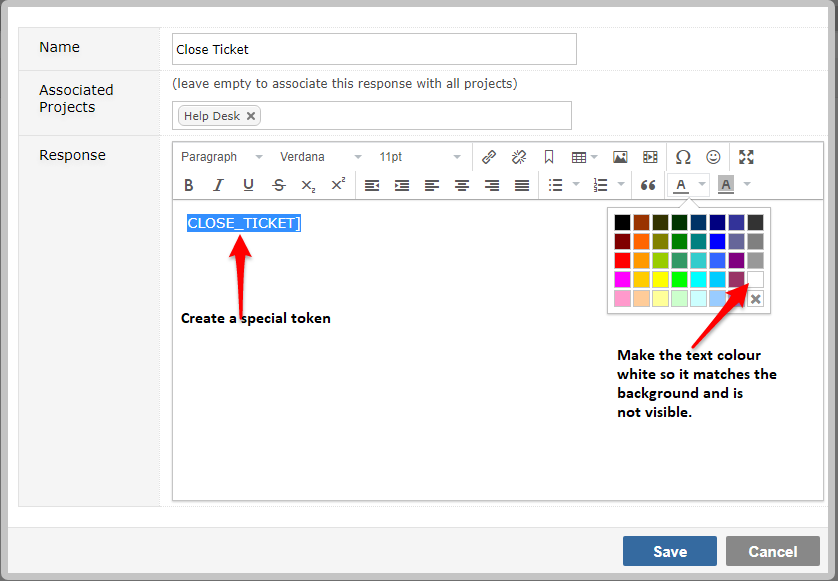 Name
Close Ticket
Associated
Projects
(leave empty to associate this response with all projects)
Help Desk
Response
Paragraph Verdana 11pt
B I U S X₂ X² A A
CLOSE_TICKET]
Create a special token
Make the text colour
white so it matches the
background and is
not visible.
Save Cancel